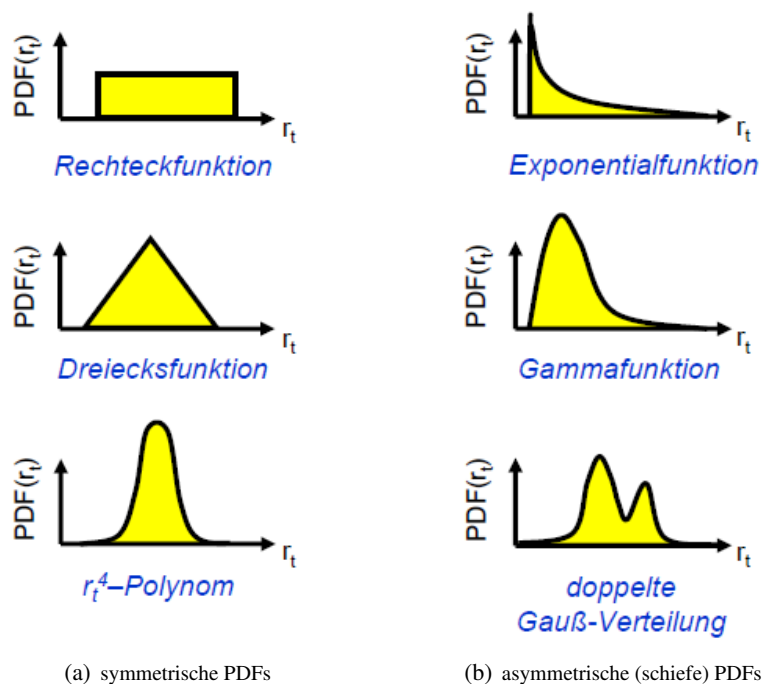 PDF(rₜ)
rₜ
Rechteckfunktion
PDF(rₜ)
rₜ
Dreiecksfunktion
PDF(rₜ)
rₜ
rₜ⁴–Polynom
(a) symmetrische PDFs
PDF(rₜ)
rₜ
Exponentialfunktion
PDF(rₜ)
rₜ
Gammafunktion
PDF(rₜ)
rₜ
doppelte
Gauß-Verteilung
(b) asymmetrische (schiefe) PDFs